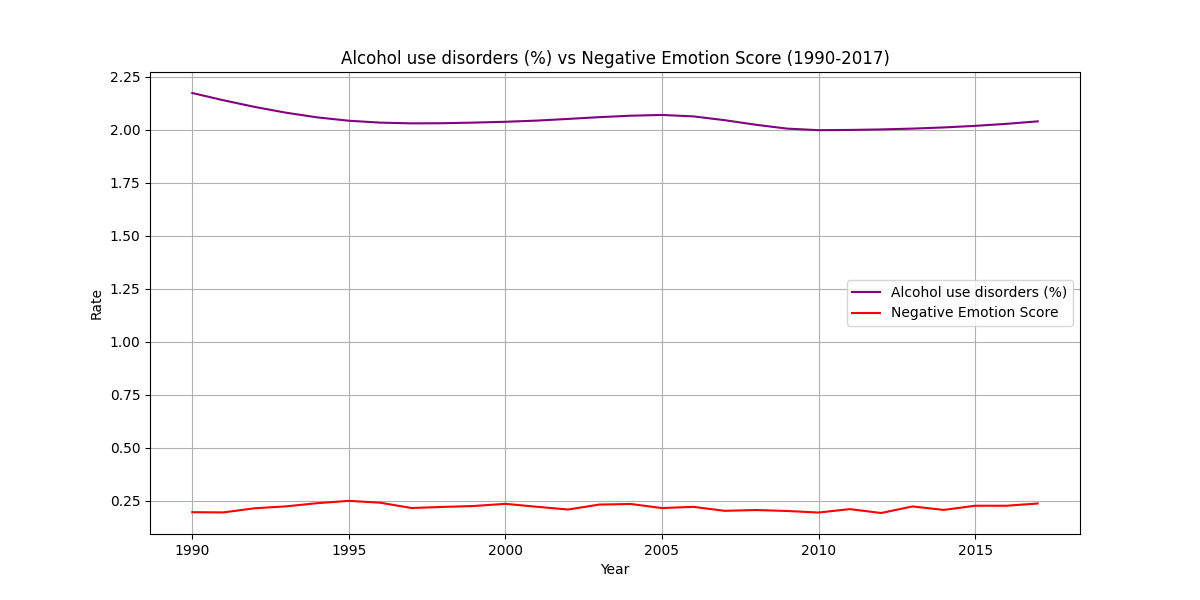 Alcohol use disorders (%) vs Negative Emotion Score (1990-2017)
2.25
2.00
1.75
1.50
1.25
1.00
0.75
0.50
0.25
Rate
Alcohol use disorders (%)
Negative Emotion Score
1990 1995 2000 2005 2010 2015
Year